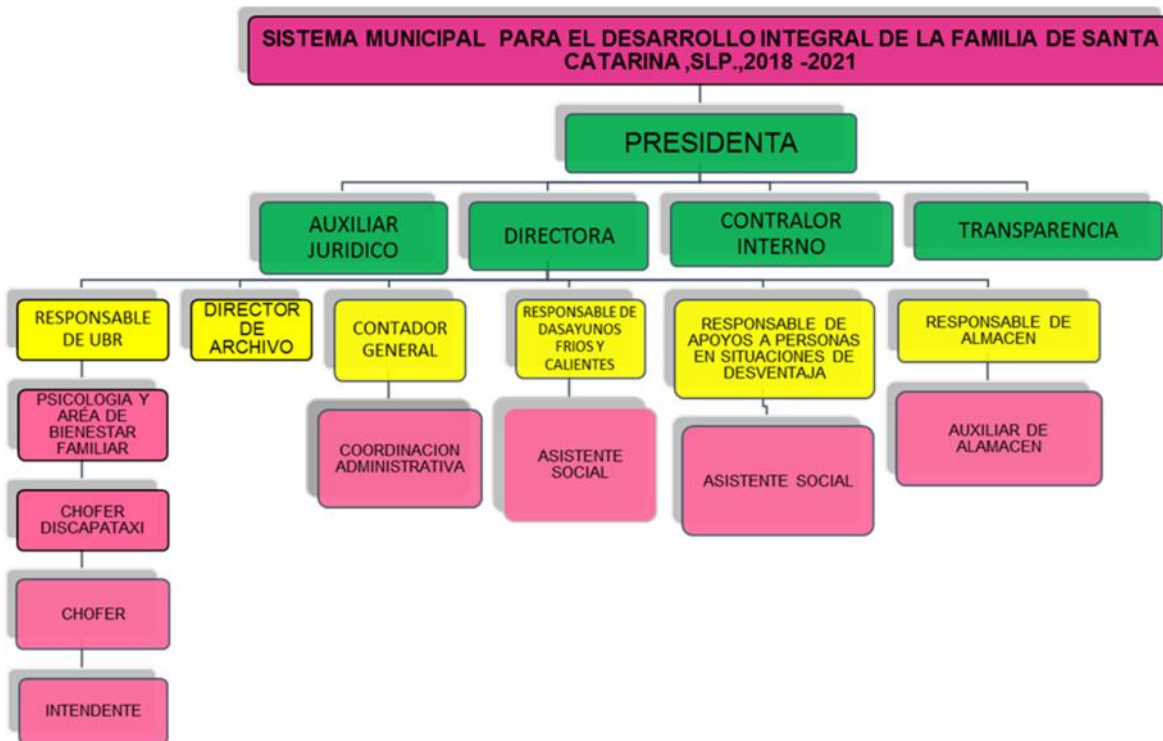 SISTEMA MUNICIPAL PARA EL DESARROLLO INTEGRAL DE LA FAMILIA DE SANTA
CATARINA ,SLP.,2018 -2021
PRESIDENTA
AUXILIAR
JURIDICO
DIRECTORA
CONTRALOR
INTERNO
TRANSPARENCIA
RESPONSABLE
DE UBR
DIRECTOR
DE
ARCHIVO
CONTADOR
GENERAL
RESPONSABLE DE
DASAYUNOS
FRIOS Y
CALIENTES
RESPONSABLE DE
APOYOS A PERSONAS
EN SITUACIONES DE
DESVENTAJA
RESPONSABLE DE
ALMACEN
PSICOLOGIA Y
ARÉA DE
BIENESTAR
FAMILIAR
COORDINACION
ADMINISTRATIVA
ASISTENTE
SOCIAL
ASISTENTE SOCIAL
AUXILIAR DE
ALAMACEN
CHOFER
DISCAPATAXI
CHOFER
INTENDENTE